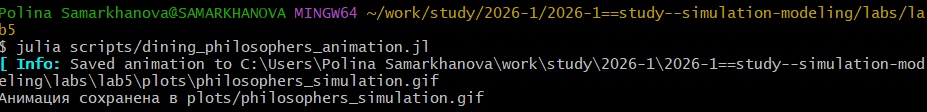 Polina Samarkhanova@SAMARKHANOVA MINGW64 ~/work/study/2026-1/2026-1==study--simulation-modeling/labs/la
b5
$ julia scripts/dining_philosophers_animation.jl
[ Info: Saved animation to C:\Users\Polina Samarkhanova\work\study\2026-1\2026-1==study--simulation-mod
eling\labs\lab5\plots\philosophers_simulation.gif
Анимация сохранена в plots/philosophers_simulation.gif